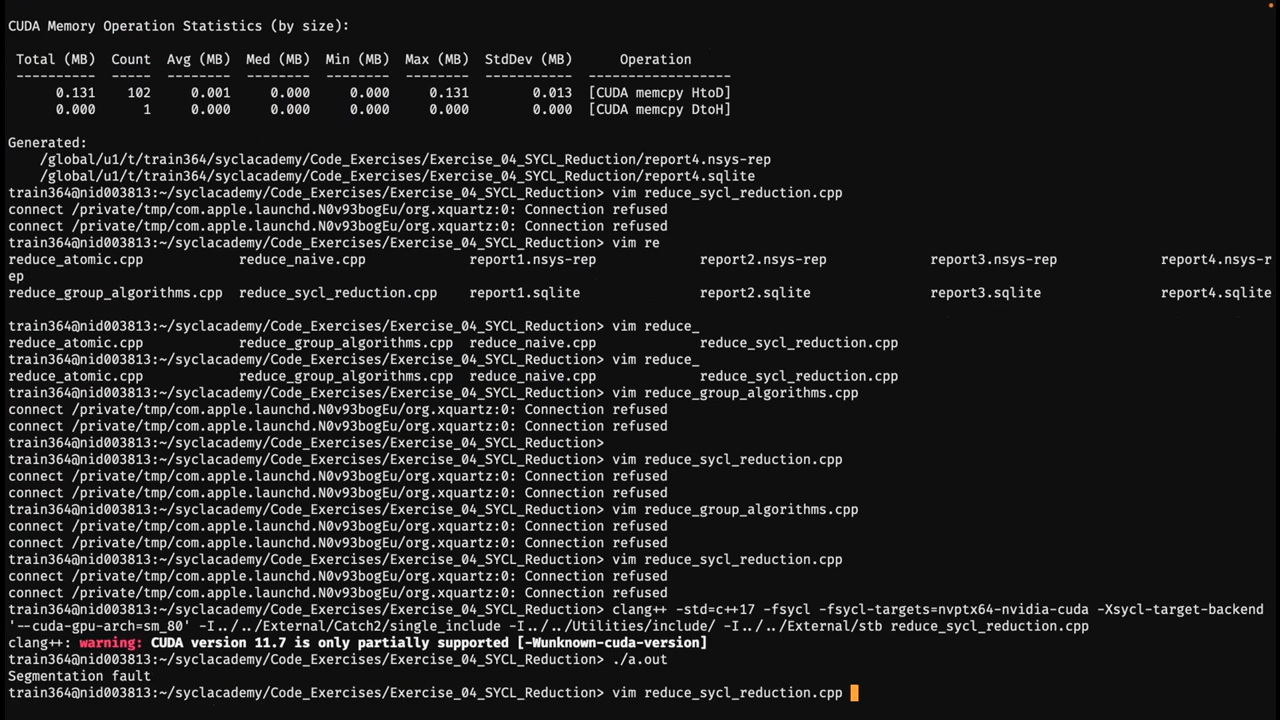 CUDA Memory Operation Statistics (by size):
Total (MB)  Count  Avg (MB)  Med (MB)  Min (MB)  Max (MB)  StdDev (MB)      Operation
----------  -----  --------  --------  --------  --------  -----------  ------------------
0.131    102     0.001     0.000     0.000     0.131        0.013  [CUDA memcpy HtoD]
0.000      1     0.000     0.000     0.000     0.000        0.000  [CUDA memcpy DtoH]
Generated:
/global/u1/t/train364/syclacademy/Code_Exercises/Exercise_04_SYCL_Reduction/report4.nsys-rep
/global/u1/t/train364/syclacademy/Code_Exercises/Exercise_04_SYCL_Reduction/report4.sqlite
train364@nid003813:~/syclacademy/Code_Exercises/Exercise_04_SYCL_Reduction> vim reduce_sycl_reduction.cpp
connect /private/tmp/com.apple.launchd.N0v93bogEu/org.xquartz:0: Connection refused
connect /private/tmp/com.apple.launchd.N0v93bogEu/org.xquartz:0: Connection refused
train364@nid003813:~/syclacademy/Code_Exercises/Exercise_04_SYCL_Reduction> vim re
reduce_atomic.cpp            reduce_naive.cpp             report1.nsys-rep             report2.nsys-rep             report3.nsys-rep             report4.nsys-r
ep
reduce_group_algorithms.cpp  reduce_sycl_reduction.cpp    report1.sqlite               report2.sqlite               report3.sqlite               report4.sqlite
train364@nid003813:~/syclacademy/Code_Exercises/Exercise_04_SYCL_Reduction> vim reduce_
reduce_atomic.cpp            reduce_group_algorithms.cpp  reduce_naive.cpp             reduce_sycl_reduction.cpp
train364@nid003813:~/syclacademy/Code_Exercises/Exercise_04_SYCL_Reduction> vim reduce_
reduce_atomic.cpp            reduce_group_algorithms.cpp  reduce_naive.cpp             reduce_sycl_reduction.cpp
train364@nid003813:~/syclacademy/Code_Exercises/Exercise_04_SYCL_Reduction> vim reduce_group_algorithms.cpp
connect /private/tmp/com.apple.launchd.N0v93bogEu/org.xquartz:0: Connection refused
connect /private/tmp/com.apple.launchd.N0v93bogEu/org.xquartz:0: Connection refused
train364@nid003813:~/syclacademy/Code_Exercises/Exercise_04_SYCL_Reduction>
train364@nid003813:~/syclacademy/Code_Exercises/Exercise_04_SYCL_Reduction> vim reduce_sycl_reduction.cpp
connect /private/tmp/com.apple.launchd.N0v93bogEu/org.xquartz:0: Connection refused
connect /private/tmp/com.apple.launchd.N0v93bogEu/org.xquartz:0: Connection refused
train364@nid003813:~/syclacademy/Code_Exercises/Exercise_04_SYCL_Reduction> vim reduce_group_algorithms.cpp
connect /private/tmp/com.apple.launchd.N0v93bogEu/org.xquartz:0: Connection refused
connect /private/tmp/com.apple.launchd.N0v93bogEu/org.xquartz:0: Connection refused
train364@nid003813:~/syclacademy/Code_Exercises/Exercise_04_SYCL_Reduction> vim reduce_sycl_reduction.cpp
connect /private/tmp/com.apple.launchd.N0v93bogEu/org.xquartz:0: Connection refused
connect /private/tmp/com.apple.launchd.N0v93bogEu/org.xquartz:0: Connection refused
train364@nid003813:~/syclacademy/Code_Exercises/Exercise_04_SYCL_Reduction> clang++ -std=c++17 -fsycl -fsycl-targets=nvptx64-nvidia-cuda -Xsycl-target-backend
'--cuda-gpu-arch=sm_80' -I../../External/Catch2/single_include -I../../Utilities/include/ -I../../External/stb reduce_sycl_reduction.cpp
clang++: warning: CUDA version 11.7 is only partially supported [-Wunknown-cuda-version]
train364@nid003813:~/syclacademy/Code_Exercises/Exercise_04_SYCL_Reduction> ./a.out
Segmentation fault
train364@nid003813:~/syclacademy/Code_Exercises/Exercise_04_SYCL_Reduction> vim reduce_sycl_reduction.cpp